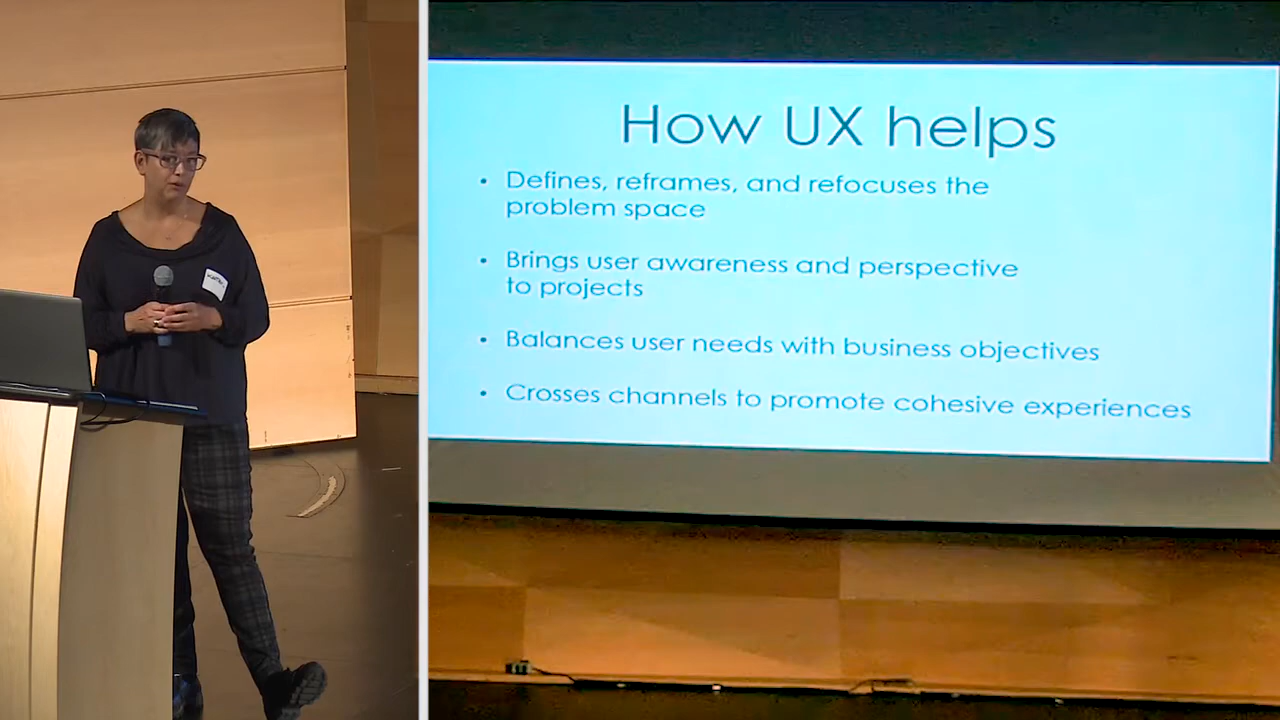 How UX helps
• Defines, reframes, and refocuses the
problem space
• Brings user awareness and perspective
to projects
• Balances user needs with business objectives
• Crosses channels to promote cohesive experiences